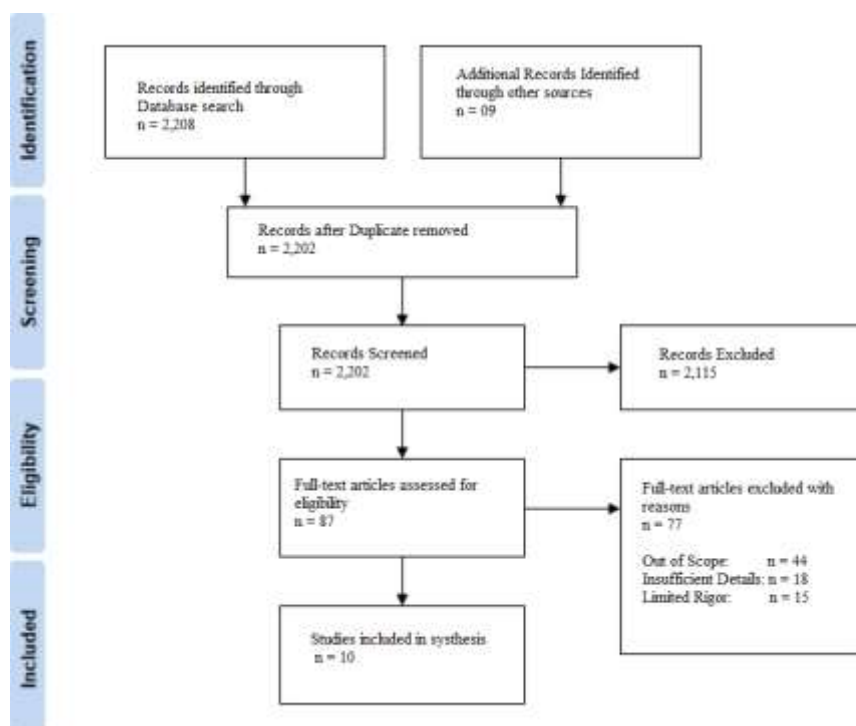 Identification
Records identified through
Database search
n = 2,208
Additional Records Identified
through other sources
n = 09
Screening
Records after Duplicate removed
n = 2,202
Records Screened
n = 2,202
Records Excluded
n = 2,115
Eligibility
Full-text articles assessed for
eligibility
n = 87
Full-text articles excluded with
reasons
n = 77
Out of Scope: n = 44
Insufficient Details: n = 18
Limited Rigor: n = 15
Included
Studies included in systhesis
n = 10